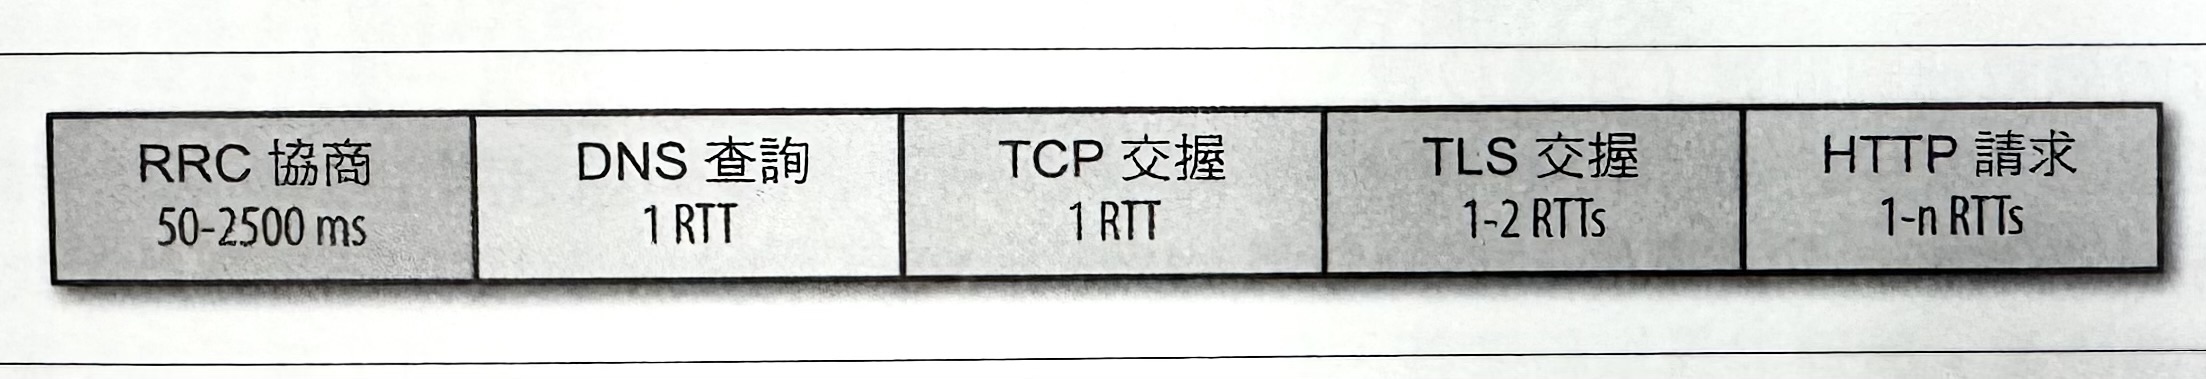 RRC 協商
50-2500 ms
DNS 查詢
1 RTT
TCP 交握
1 RTT
TLS 交握
1-2 RTTs
HTTP 請求
1-n RTTs